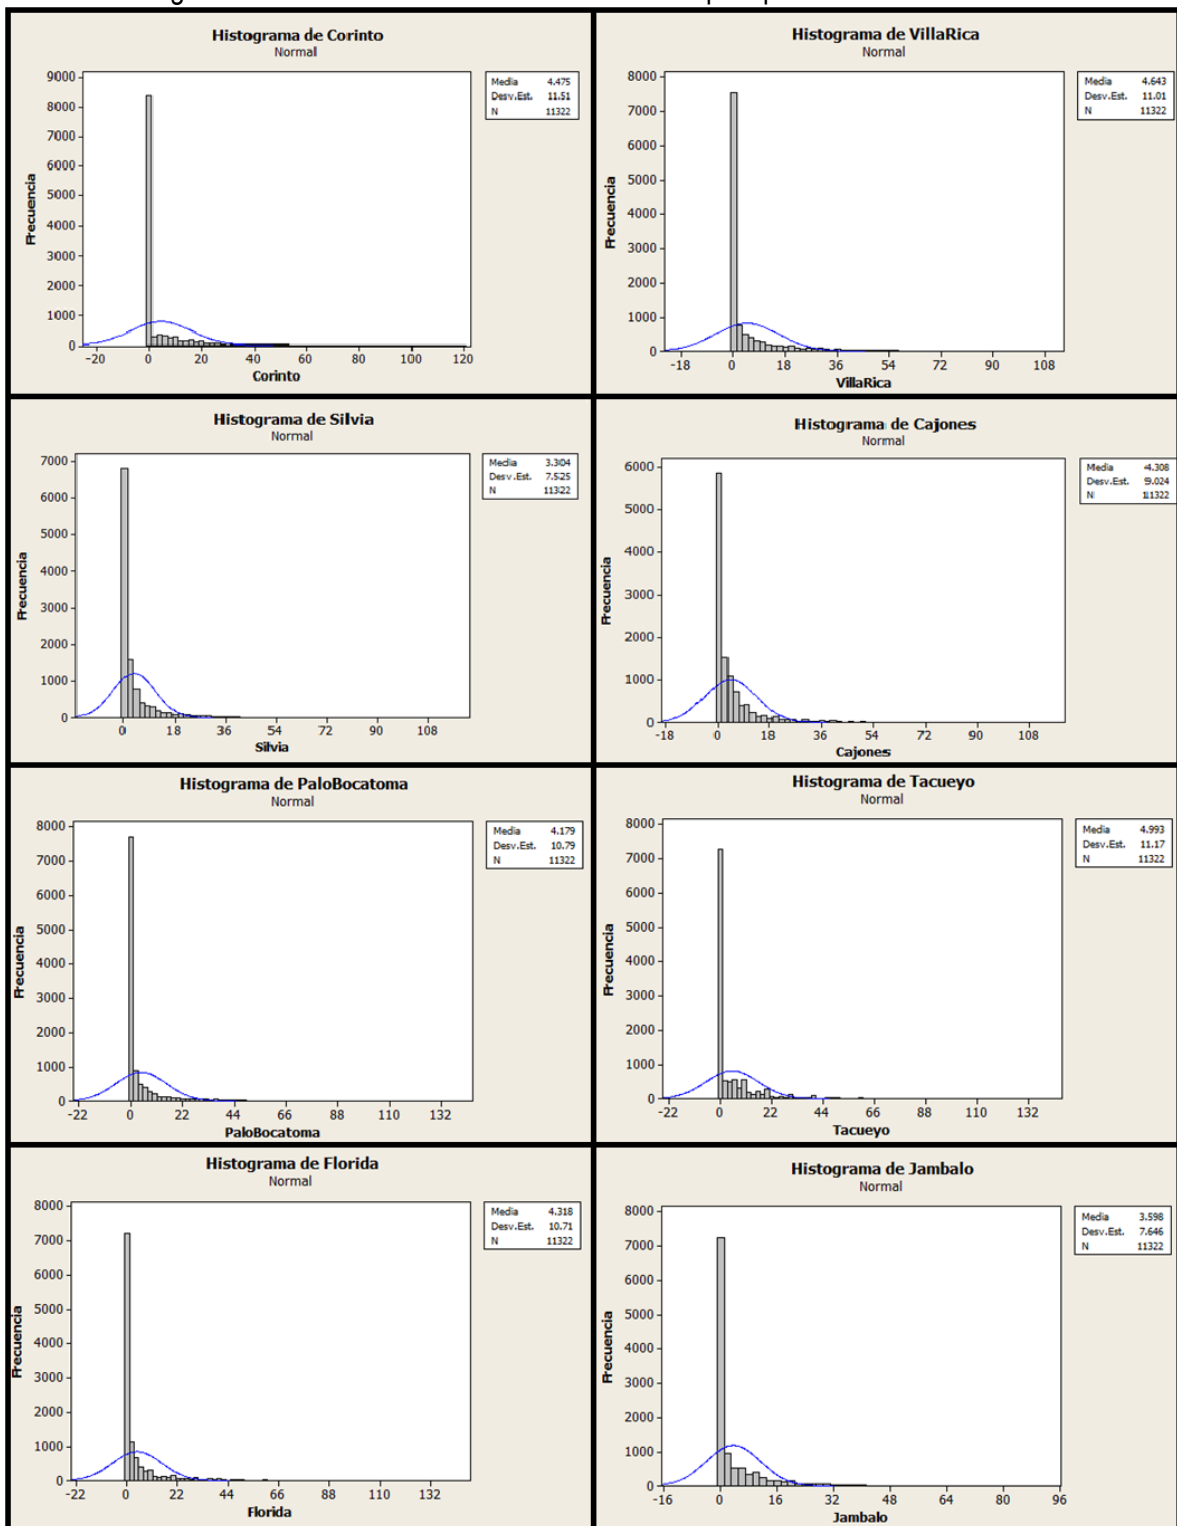 Histograma de Corinto
Normal
Media 4.475
Desv.Est. 11.51
N 11322
9000
8000
7000
6000
5000
4000
3000
2000
1000
0
Frecuencia
-20 0 20 40 60 80 100 120
Corinto
Histograma de VillaRica
Normal
Media 4.643
Desv.Est. 11.01
N 11322
8000
7000
6000
5000
4000
3000
2000
1000
0
Frecuencia
-18 0 18 36 54 72 90 108
VillaRica
Histograma de Silvia
Normal
Media 3.304
Desv.Est. 7.525
N 11322
7000
6000
5000
4000
3000
2000
1000
0
Frecuencia
0 18 36 54 72 90 108
Silvia
Histograma de Cajones
Normal
Media 4.308
Desv.Est. 9.024
N 11322
6000
5000
4000
3000
2000
1000
0
Frecuencia
-18 0 18 36 54 72 90 108
Cajones
Histograma de PaloBocatoma
Normal
Media 4.179
Desv.Est. 10.79
N 11322
8000
7000
6000
5000
4000
3000
2000
1000
0
Frecuencia
-22 0 22 44 66 88 110 132
PaloBocatoma
Histograma de Tacueyo
Normal
Media 4.993
Desv.Est. 11.17
N 11322
8000
7000
6000
5000
4000
3000
2000
1000
0
Frecuencia
-22 0 22 44 66 88 110 132
Tacueyo
Histograma de Florida
Normal
Media 4.318
Desv.Est. 10.71
N 11322
8000
7000
6000
5000
4000
3000
2000
1000
0
Frecuencia
-22 0 22 44 66 88 110 132
Florida
Histograma de Jambalo
Normal
Media 3.598
Desv.Est. 7.646
N 11322
8000
7000
6000
5000
4000
3000
2000
1000
0
Frecuencia
-16 0 16 32 48 64 80 96
Jambalo